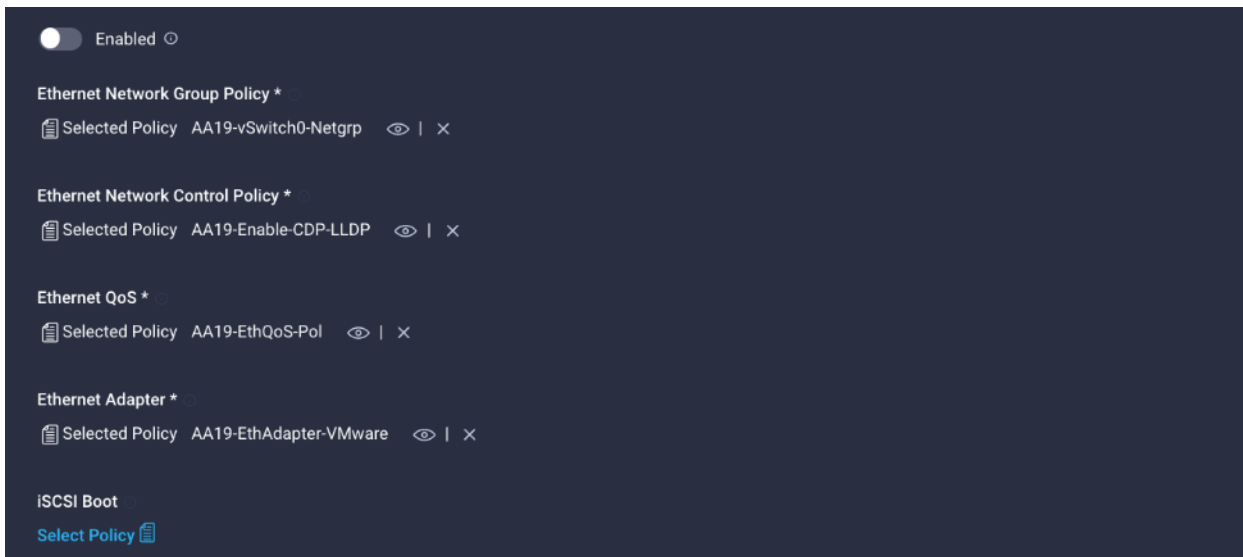 Enabled
Ethernet Network Group Policy *
Selected Policy AA19-vSwitch0-Netgrp |
Ethernet Network Control Policy *
Selected Policy AA19-Enable-CDP-LLDP |
Ethernet QoS *
Selected Policy AA19-EthQoS-Pol |
Ethernet Adapter *
Selected Policy AA19-EthAdapter-VMware |
iSCSI Boot
Select Policy